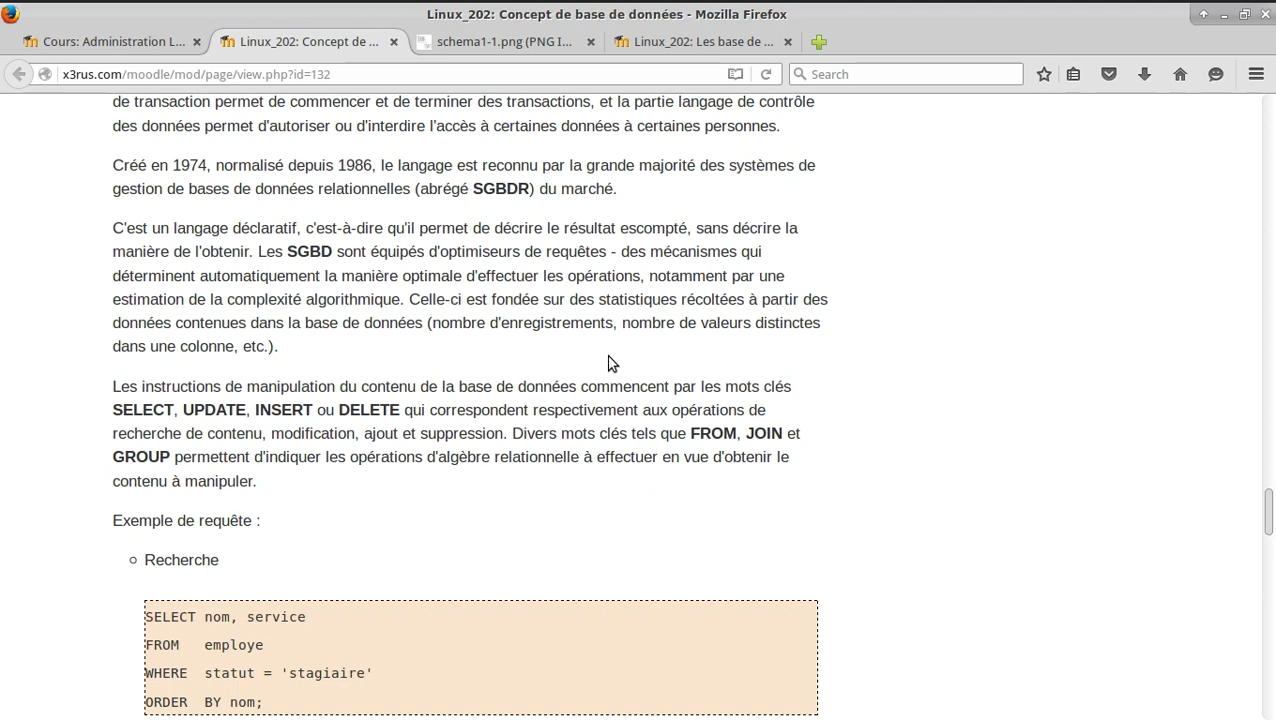 Linux_202: Concept de base de données - Mozilla Firefox
Cours: Administration L...
Linux_202: Concept de ...
schema1-1.png (PNG I...
Linux_202: Les base de ...
x3rus.com/moodle/mod/page/view.php?id=132
Search
de transaction permet de commencer et de terminer des transactions, et la partie langage de contrôle
des données permet d'autoriser ou d'interdire l'accès à certaines données à certaines personnes.
Créé en 1974, normalisé depuis 1986, le langage est reconnu par la grande majorité des systèmes de
gestion de bases de données relationnelles (abrégé SGBDR) du marché.
C'est un langage déclaratif, c'est-à-dire qu'il permet de décrire le résultat escompté, sans décrire la
manière de l'obtenir. Les SGBD sont équipés d'optimiseurs de requêtes - des mécanismes qui
déterminent automatiquement la manière optimale d'effectuer les opérations, notamment par une
estimation de la complexité algorithmique. Celle-ci est fondée sur des statistiques récoltées à partir des
données contenues dans la base de données (nombre d'enregistrements, nombre de valeurs distinctes
dans une colonne, etc.).
Les instructions de manipulation du contenu de la base de données commencent par les mots clés
SELECT, UPDATE, INSERT ou DELETE qui correspondent respectivement aux opérations de
recherche de contenu, modification, ajout et suppression. Divers mots clés tels que FROM, JOIN et
GROUP permettent d'indiquer les opérations d'algèbre relationnelle à effectuer en vue d'obtenir le
contenu à manipuler.
Exemple de requête :
Recherche
SELECT nom, service
FROM   employe
WHERE  statut = 'stagiaire'
ORDER  BY nom;